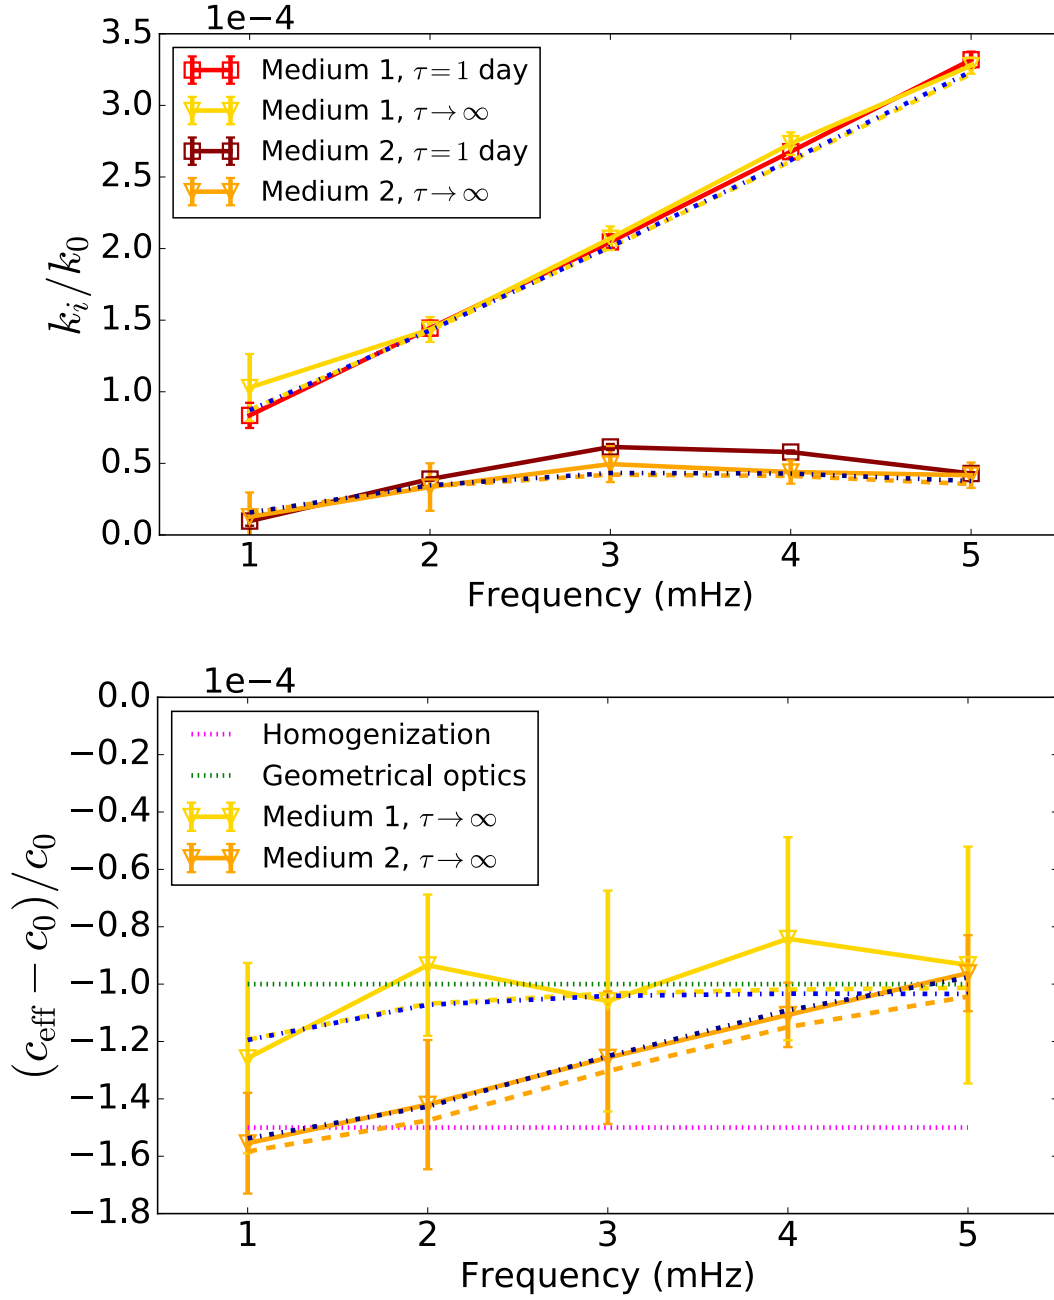 1e−4
3.5
3.0
2.5
2.0
1.5
1.0
0.5
0.0
k_i/k_0
Medium 1, τ = 1 day
Medium 1, τ → ∞
Medium 2, τ = 1 day
Medium 2, τ → ∞
1 2 3 4 5
Frequency (mHz)
1e−4
0.0
−0.2
−0.4
−0.6
−0.8
−1.0
−1.2
−1.4
−1.6
−1.8
(c_eff − c_0)/c_0
Homogenization
Geometrical optics
Medium 1, τ → ∞
Medium 2, τ → ∞
1 2 3 4 5
Frequency (mHz)